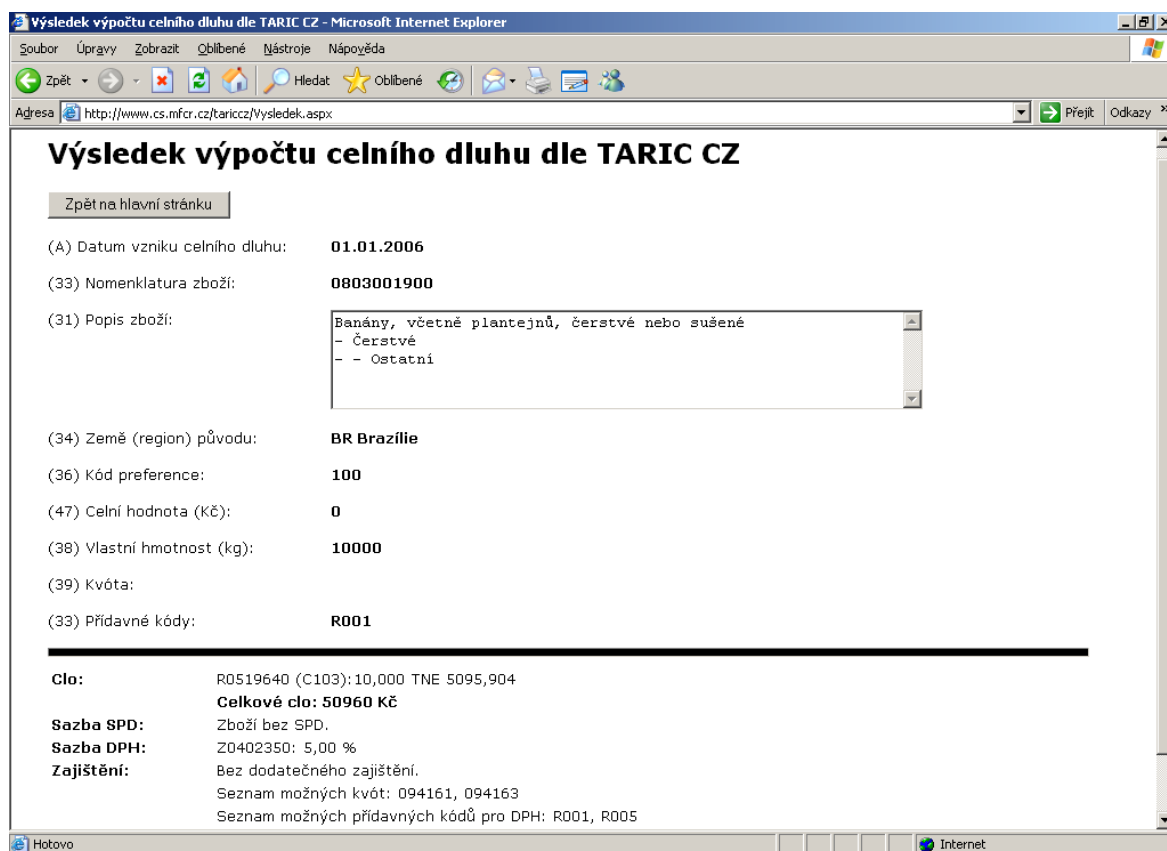 Výsledek výpočtu celního dluhu dle TARIC CZ - Microsoft Internet Explorer
Soubor Úpravy Zobrazit Oblíbené Nástroje Nápověda
Zpět Hledat Oblíbené
Adresa http://www.cs.mfcr.cz/tariccz/Vysledek.aspx Přejít Odkazy »
Výsledek výpočtu celního dluhu dle TARIC CZ
Zpět na hlavní stránku
(A) Datum vzniku celního dluhu: 01.01.2006
(33) Nomenklatura zboží: 0803001900
(31) Popis zboží: Banány, včetně plantejnů, čerstvé nebo sušené
- Čerstvé
- - Ostatní
(34) Země (region) původu: BR Brazílie
(36) Kód preference: 100
(47) Celní hodnota (Kč): 0
(38) Vlastní hmotnost (kg): 10000
(39) Kvóta:
(33) Přídavné kódy: R001
Clo: R0519640 (C103):10,000 TNE 5095,904
Celkové clo: 50960 Kč
Sazba SPD: Zboží bez SPD.
Sazba DPH: Z0402350: 5,00 %
Zajištění: Bez dodatečného zajištění.
Seznam možných kvót: 094161, 094163
Seznam možných přídavných kódů pro DPH: R001, R005
Hotovo Internet